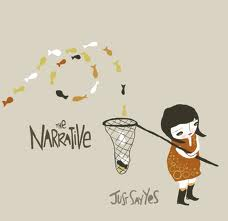 THE
NARRATIVE
JUST SAY YES